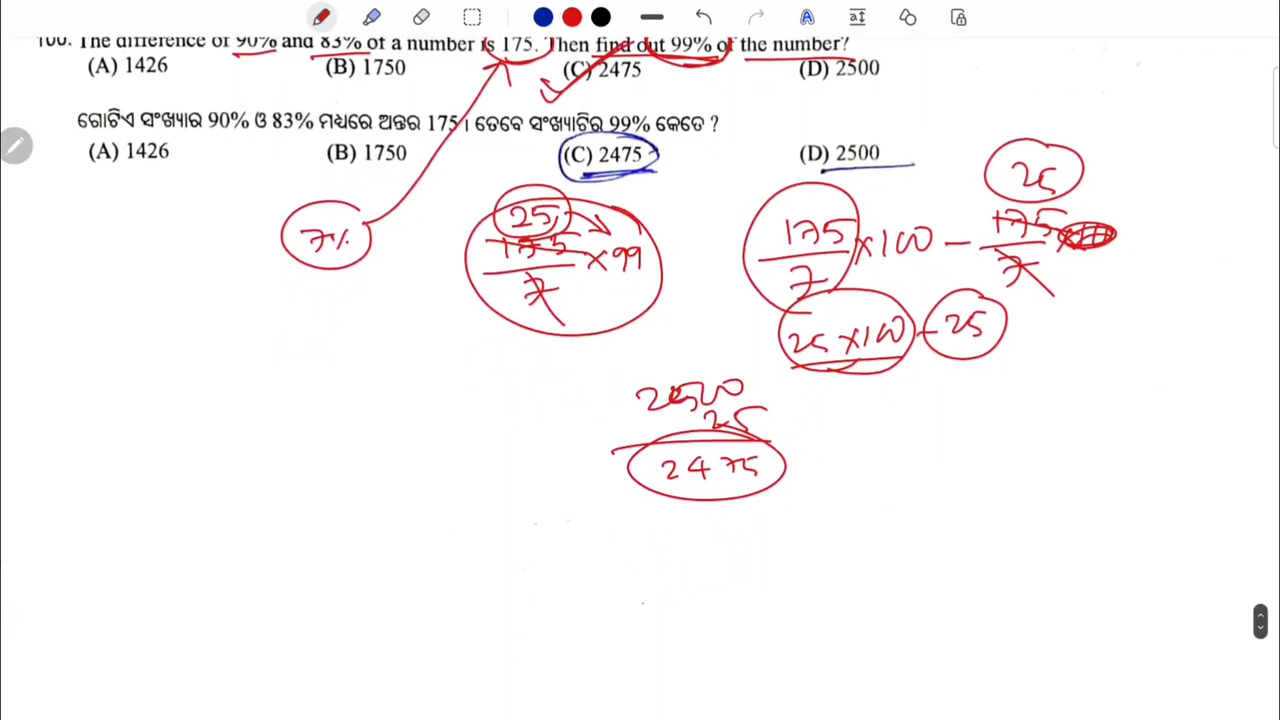 100. The difference of 90% and 83% of a number is 175. Then find out 99% of the number?
(A) 1426 (B) 1750 (C) 2475 (D) 2500
ଗୋଟିଏ ସଂଖ୍ୟାର 90% ଓ 83% ମଧ୍ୟରେ ଅନ୍ତର 175 । ତେବେ ସଂଖ୍ୟାଟିର 99% କେତେ ?
(A) 1426 (B) 1750 (C) 2475 (D) 2500
7%
25
175
7
×99
175
7
×100 -
25
175
7
25 ×100 - 25
2500
25
2475